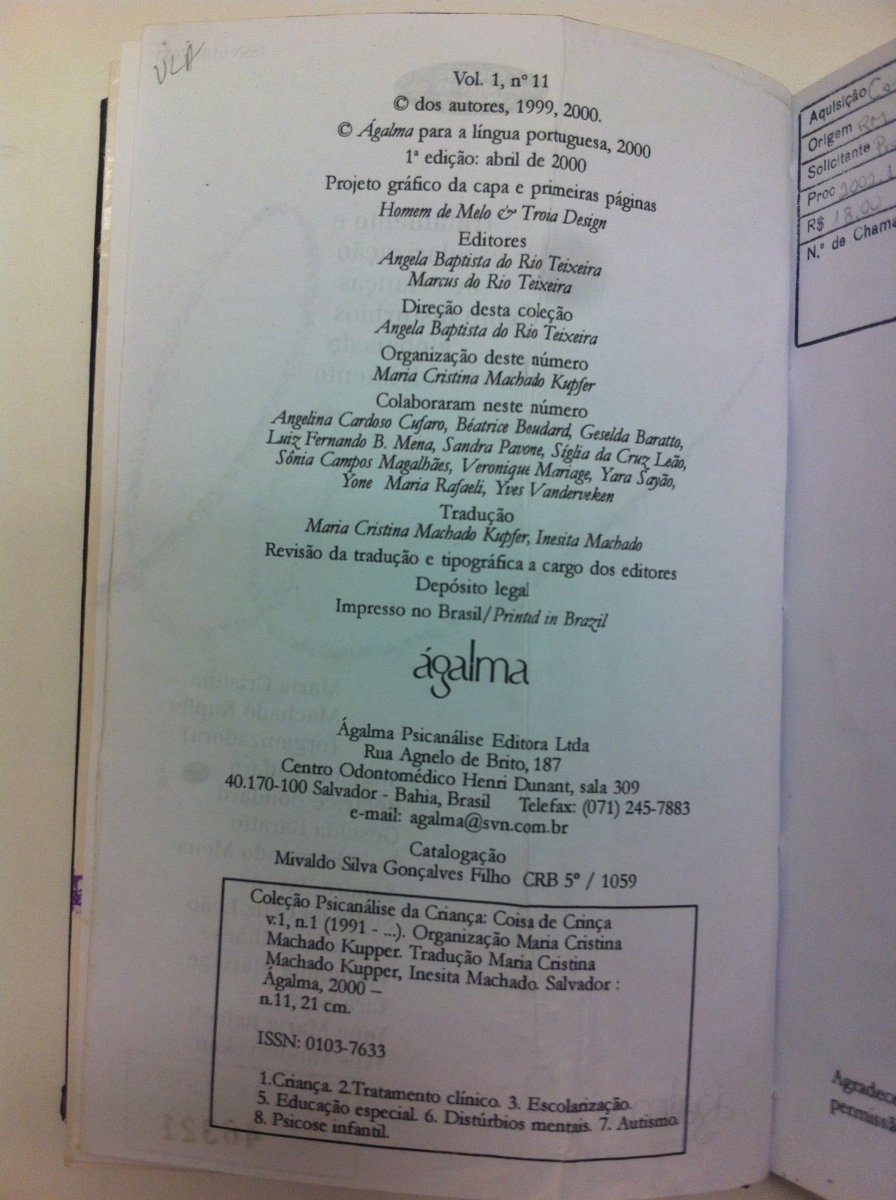 VLA
Vol. 1, nº 11
© dos autores, 1999, 2000.
© Ágalma para a língua portuguesa, 2000
1ª edição: abril de 2000
Projeto gráfico da capa e primeiras páginas
Homem de Melo & Troia Design
Editores
Angela Baptista do Rio Teixeira
Marcus do Rio Teixeira
Direção desta coleção
Angela Baptista do Rio Teixeira
Organização deste número
Maria Cristina Machado Kupfer
Colaboraram neste número
Angelina Cardoso Cufaro, Béatrice Boudard, Geselda Baratto,
Luiz Fernando B. Mena, Sandra Pavone, Síglia da Cruz Leão,
Sônia Campos Magalhães, Veronique Mariage, Yara Sayão,
Yone Maria Rafaeli, Yves Vanderveken
Tradução
Maria Cristina Machado Kupfer, Inesita Machado
Revisão da tradução e tipográfica a cargo dos editores
Depósito legal
Impresso no Brasil/Printed in Brazil
ágalma
Ágalma Psicanálise Editora Ltda
Rua Agnelo de Brito, 187
Centro Odontomédico Henri Dunant, sala 309
40.170-100 Salvador - Bahia, Brasil Telefax: (071) 245-7883
e-mail: agalma@svn.com.br
Catalogação
Mivaldo Silva Gonçalves Filho CRB 5º / 1059
Coleção Psicanálise da Criança: Coisa de Crinça
v.1, n.1 (1991 - ...). Organização Maria Cristina
Machado Kupper. Tradução Maria Cristina
Machado Kupper, Inesita Machado. Salvador :
Ágalma, 2000 –
n.11, 21 cm.
ISSN: 0103-7633
1.Criança. 2.Tratamento clínico. 3. Escolarização.
5. Educação especial. 6. Distúrbios mentais. 7. Autismo.
8. Psicose infantil.
Aquisição
Origem
Solicitante
Proc 2002.1
R$ 18,00
N.º de Chama
Agradece
permissã